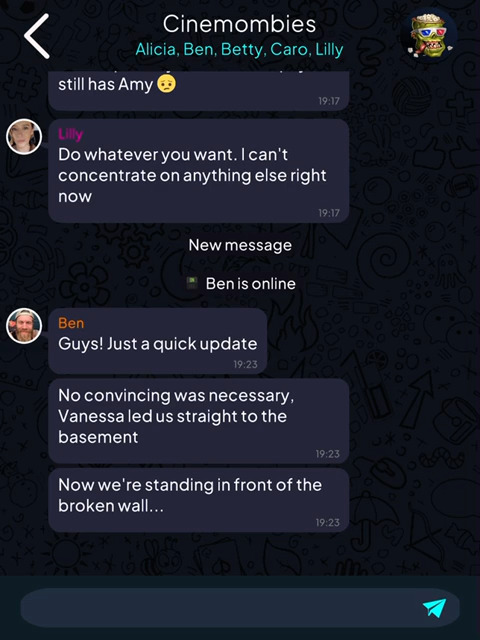 Cinemombies
Alicia, Ben, Betty, Caro, Lilly
still has Amy 😟
19:17
Lilly
Do whatever you want. I can't
concentrate on anything else right
now
19:17
New message
Ben is online
Ben
Guys! Just a quick update
19:23
No convincing was necessary,
Vanessa led us straight to the
basement
19:23
Now we're standing in front of the
broken wall...
19:23